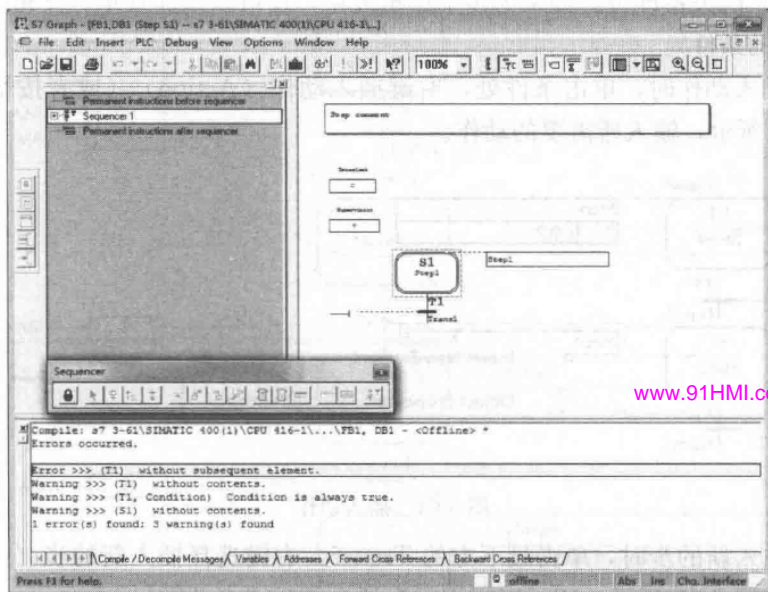 S7 Graph - [FB1,DB1 (Step S1) -- s7 3-61\SIMATIC 400(1)\CPU 416-1\...]
File Edit Insert PLC Debug View Options Window Help
100%
Permanent instructions before sequencer
Sequencer 1
Permanent instructions after sequencer
Step comment
Interlock
c
Supervision
v
S1
Step1
Step1
T1
Trans1
Sequencer
www.91HMI.c
Compile: s7 3-61\SIMATIC 400(1)\CPU 416-1\...\FB1, DB1 - <Offline> *
Errors occurred.
Error >>> (T1) without subsequent element.
Warning >>> (T1) without contents.
Warning >>> (T1, Condition) Condition is always true.
Warning >>> (S1) without contents.
1 error(s) found; 3 warning(s) found
Compile / Decompile Messages Variables Addresses Forward Cross References Backward Cross References
Press F1 for help. offline Abs Ins Chg. Interface